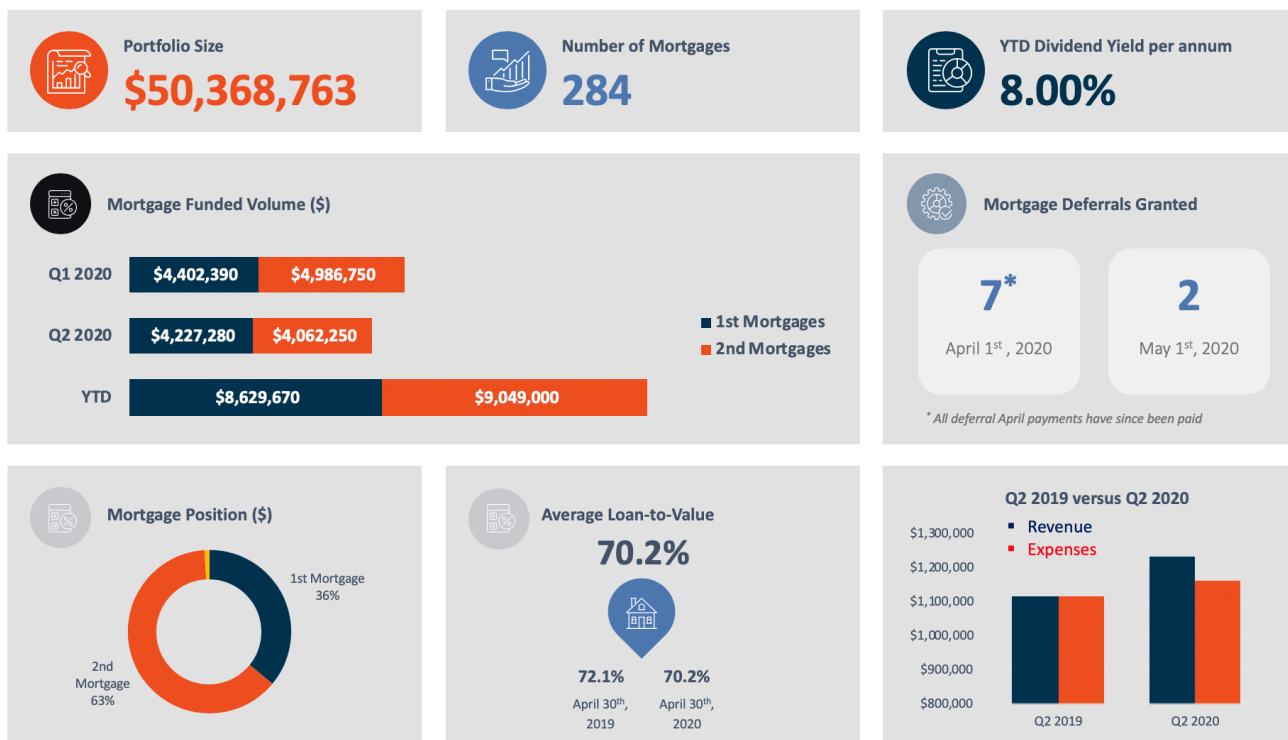 Portfolio Size
$50,368,763
Number of Mortgages
284
YTD Dividend Yield per annum
8.00%
Mortgage Funded Volume ($)
Q1 2020
$4,402,390
$4,986,750
Q2 2020
$4,227,280
$4,062,250
YTD
$8,629,670
$9,049,000
1st Mortgages
2nd Mortgages
Mortgage Deferrals Granted
7*
April 1st , 2020
2
May 1st, 2020
* All deferral April payments have since been paid
Mortgage Position ($)
1st Mortgage
36%
2nd
Mortgage
63%
Average Loan-to-Value
70.2%
72.1%
April 30th,
2019
70.2%
April 30th,
2020
Q2 2019 versus Q2 2020
Revenue
Expenses
$1,300,000
$1,200,000
$1,100,000
$1,000,000
$900,000
$800,000
Q2 2019
Q2 2020